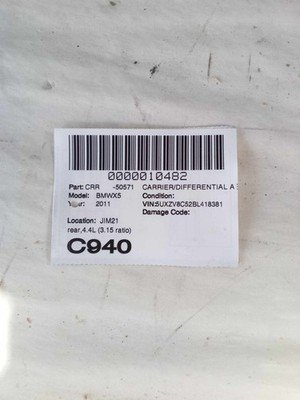 0000010482
Part: CRR -50571 CARRIER/DIFFERENTIAL A
Model: BMWX5 Condition:
2011 VIN:5UXZV8C52BL418381
Damage Code:
Location: JIM21
rear,4.4L (3.15 ratio)
C940